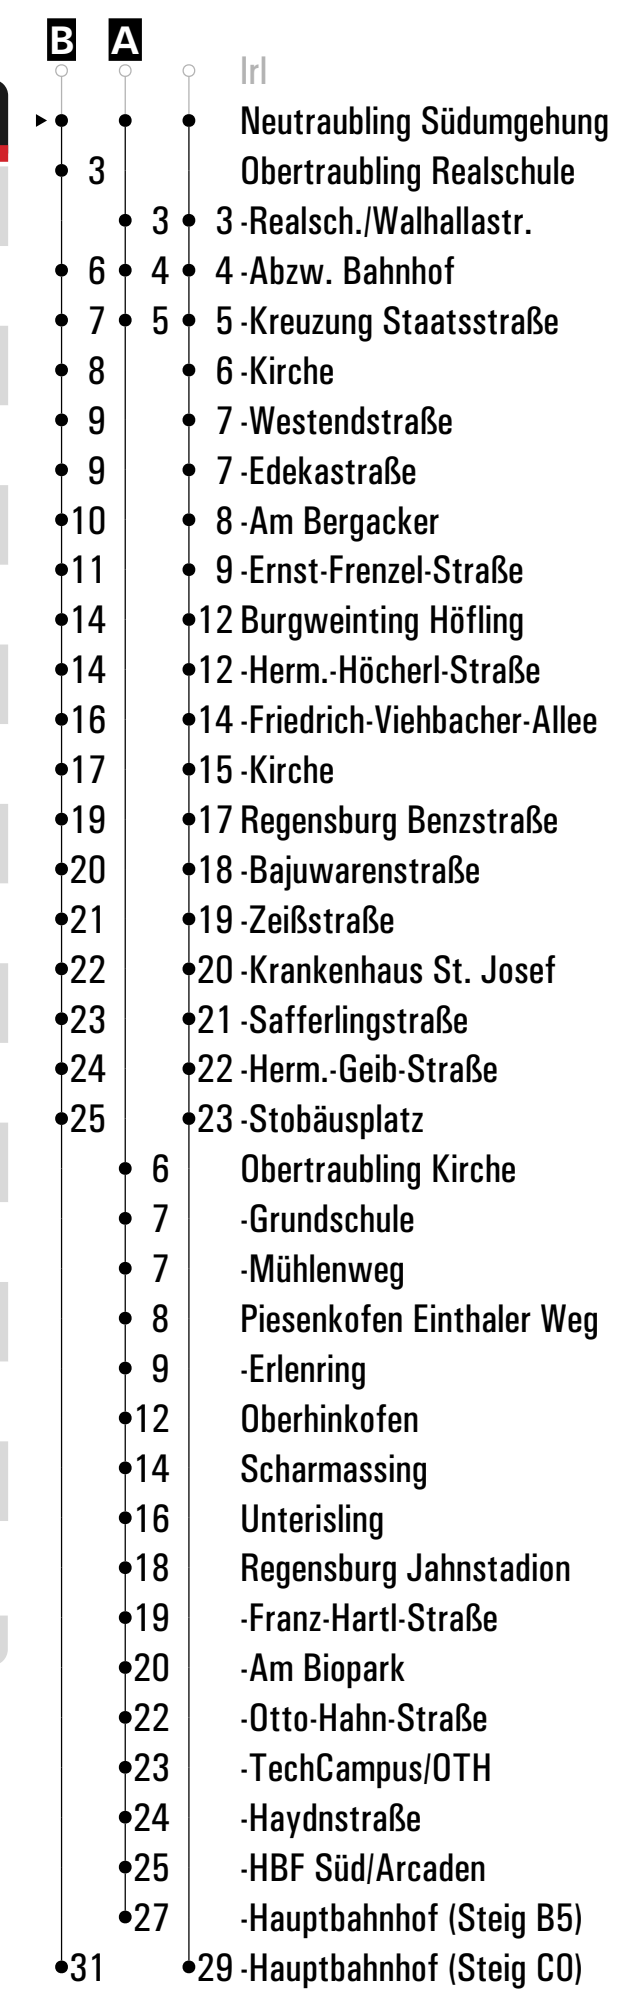 B A
Irl
Neutraubling Südumgehung
3 Obertraubling Realschule
3 3 -Realsch./Walhallastr.
6 4 4 -Abzw. Bahnhof
7 5 5 -Kreuzung Staatsstraße
8 6 -Kirche
9 7 -Westendstraße
9 7 -Edekastraße
10 8 -Am Bergacker
11 9 -Ernst-Frenzel-Straße
14 12 Burgweinting Höfling
14 12 -Herm.-Höcherl-Straße
16 14 -Friedrich-Viehbacher-Allee
17 15 -Kirche
19 17 Regensburg Benzstraße
20 18 -Bajuwarenstraße
21 19 -Zeißstraße
22 20 -Krankenhaus St. Josef
23 21 -Safferlingstraße
24 22 -Herm.-Geib-Straße
25 23 -Stobäusplatz
6 Obertraubling Kirche
7 -Grundschule
7 -Mühlenweg
8 Piesenkofen Einthaler Weg
9 -Erlenring
12 Oberhinkofen
14 Scharmassing
16 Unterisling
18 Regensburg Jahnstadion
19 -Franz-Hartl-Straße
20 -Am Biopark
22 -Otto-Hahn-Straße
23 -TechCampus/OTH
24 -Haydnstraße
25 -HBF Süd/Arcaden
27 -Hauptbahnhof (Steig B5)
31 29 -Hauptbahnhof (Steig C0)